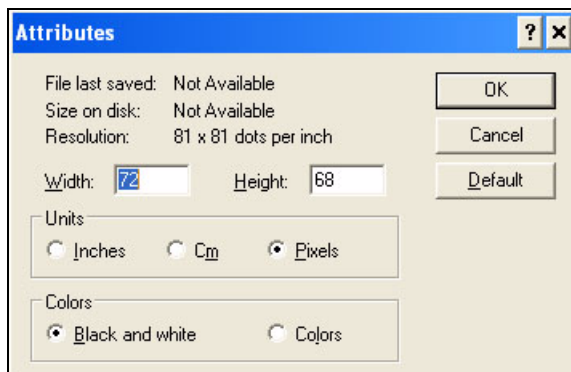 Attributes
File last saved: Not Available
Size on disk: Not Available
Resolution: 81 x 81 dots per inch
Width: 72 Height: 68
Units
Inches Cm Pixels
Colors
Black and white Colors
? ×
OK
Cancel
Default